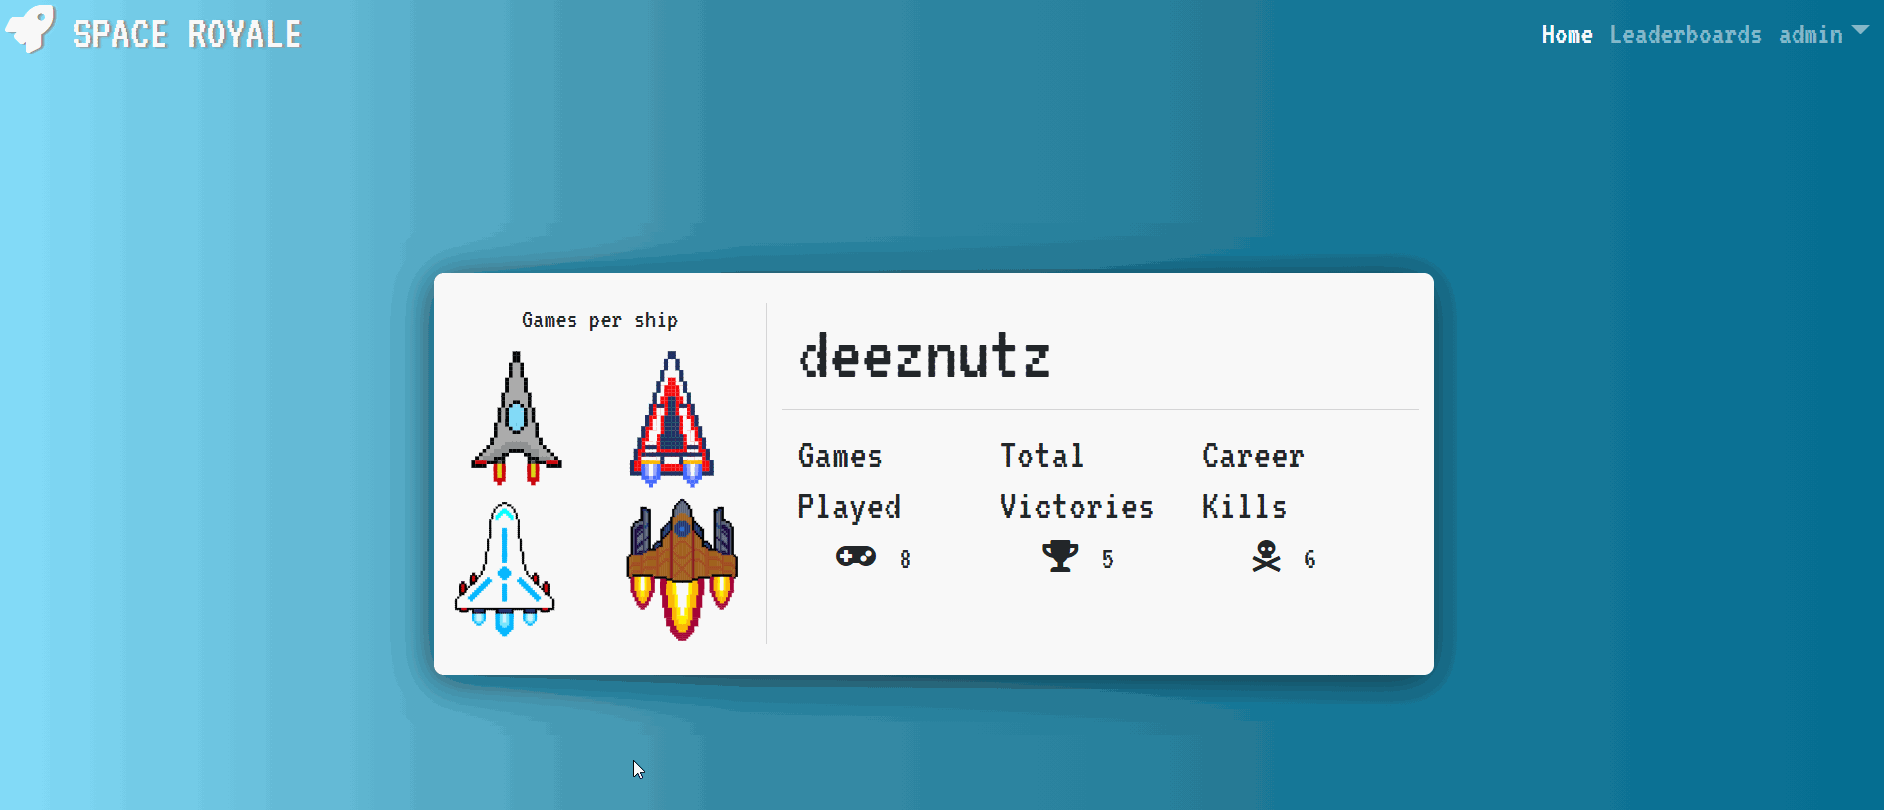 SPACE ROYALE
Home Leaderboards admin
Games per ship
deeznutz
Games Played
Total Victories
Career Kills
8
5
6